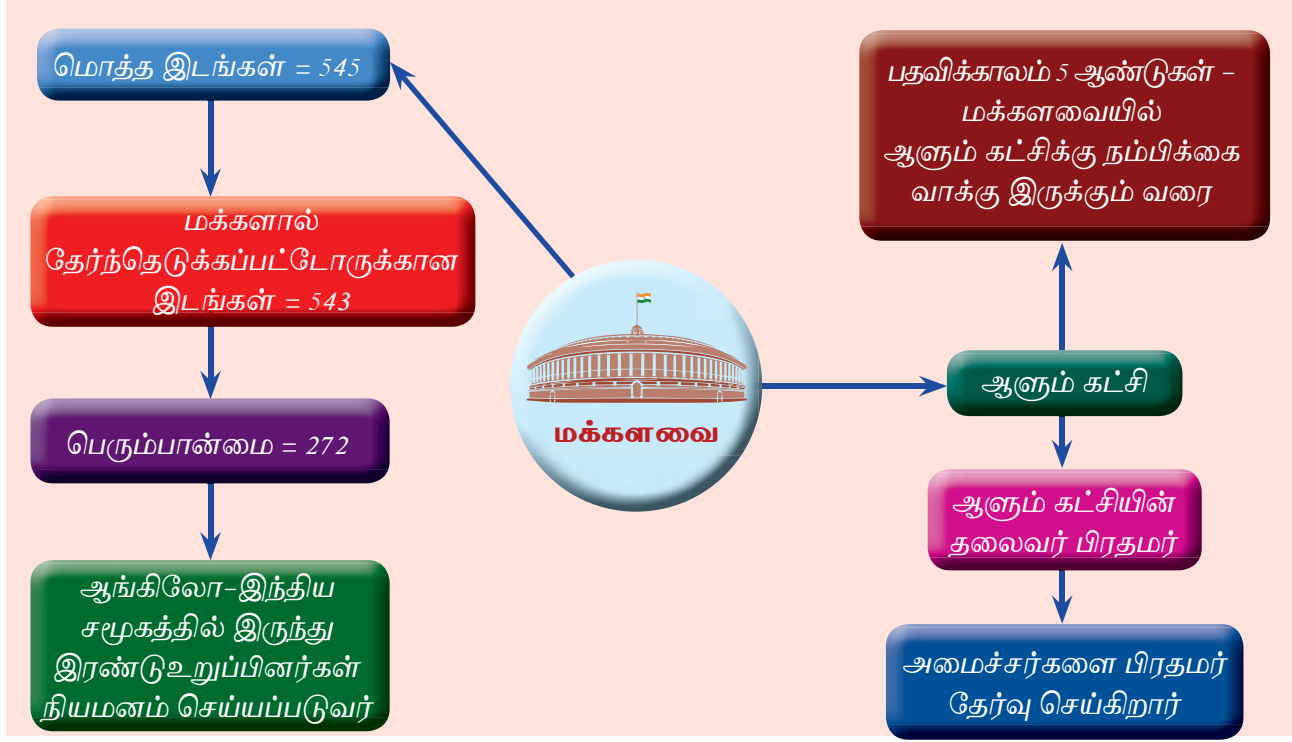 மொத்த இடங்கள் = 545
மக்களால்
தேர்ந்தெடுக்கப்பட்டோருக்கான
இடங்கள் = 543
பெரும்பான்மை = 272
ஆங்கிலோ-இந்திய
சமூகத்தில் இருந்து
இரண்டுஉறுப்பினர்கள்
நியமனம் செய்யப்படுவர்
மக்களவை
பதவிக்காலம் 5 ஆண்டுகள் -
மக்களவையில்
ஆளும் கட்சிக்கு நம்பிக்கை
வாக்கு இருக்கும் வரை
ஆளும் கட்சி
ஆளும் கட்சியின்
தலைவர் பிரதமர்
அமைச்சர்களை பிரதமர்
தேர்வு செய்கிறார்